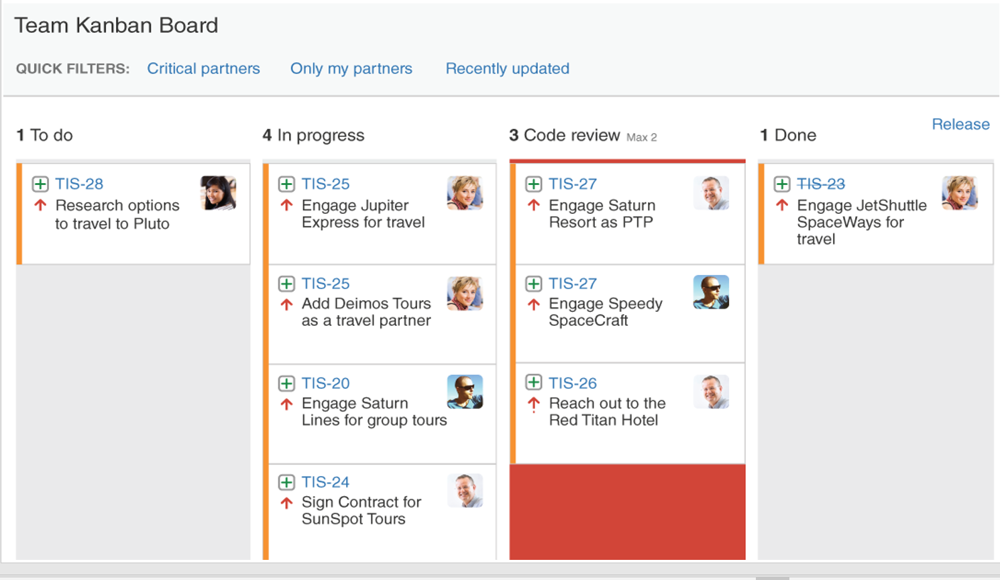 Team Kanban Board
QUICK FILTERS: Critical partners Only my partners Recently updated
Release
1 To do
TIS-28
Research options
to travel to Pluto
4 In progress
TIS-25
Engage Jupiter
Express for travel
TIS-25
Add Deimos Tours
as a travel partner
TIS-20
Engage Saturn
Lines for group tours
TIS-24
Sign Contract for
SunSpot Tours
3 Code review Max 2
TIS-27
Engage Saturn
Resort as PTP
TIS-27
Engage Speedy
SpaceCraft
TIS-26
Reach out to the
Red Titan Hotel
1 Done
TIS-23
Engage JetShuttle
SpaceWays for
travel